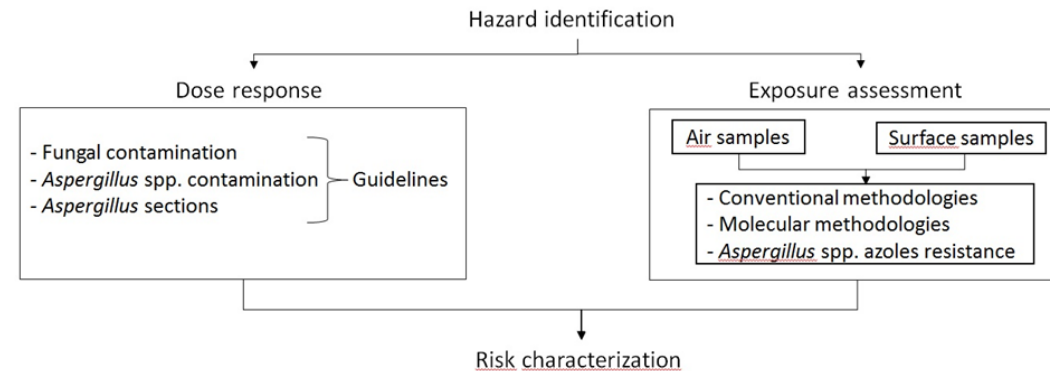 Hazard identification
Dose response
- Fungal contamination
- Aspergillus spp. contamination
- Aspergillus sections
Guidelines
Exposure assessment
Air samples
Surface samples
- Conventional methodologies
- Molecular methodologies
- Aspergillus spp. azoles resistance
Risk characterization